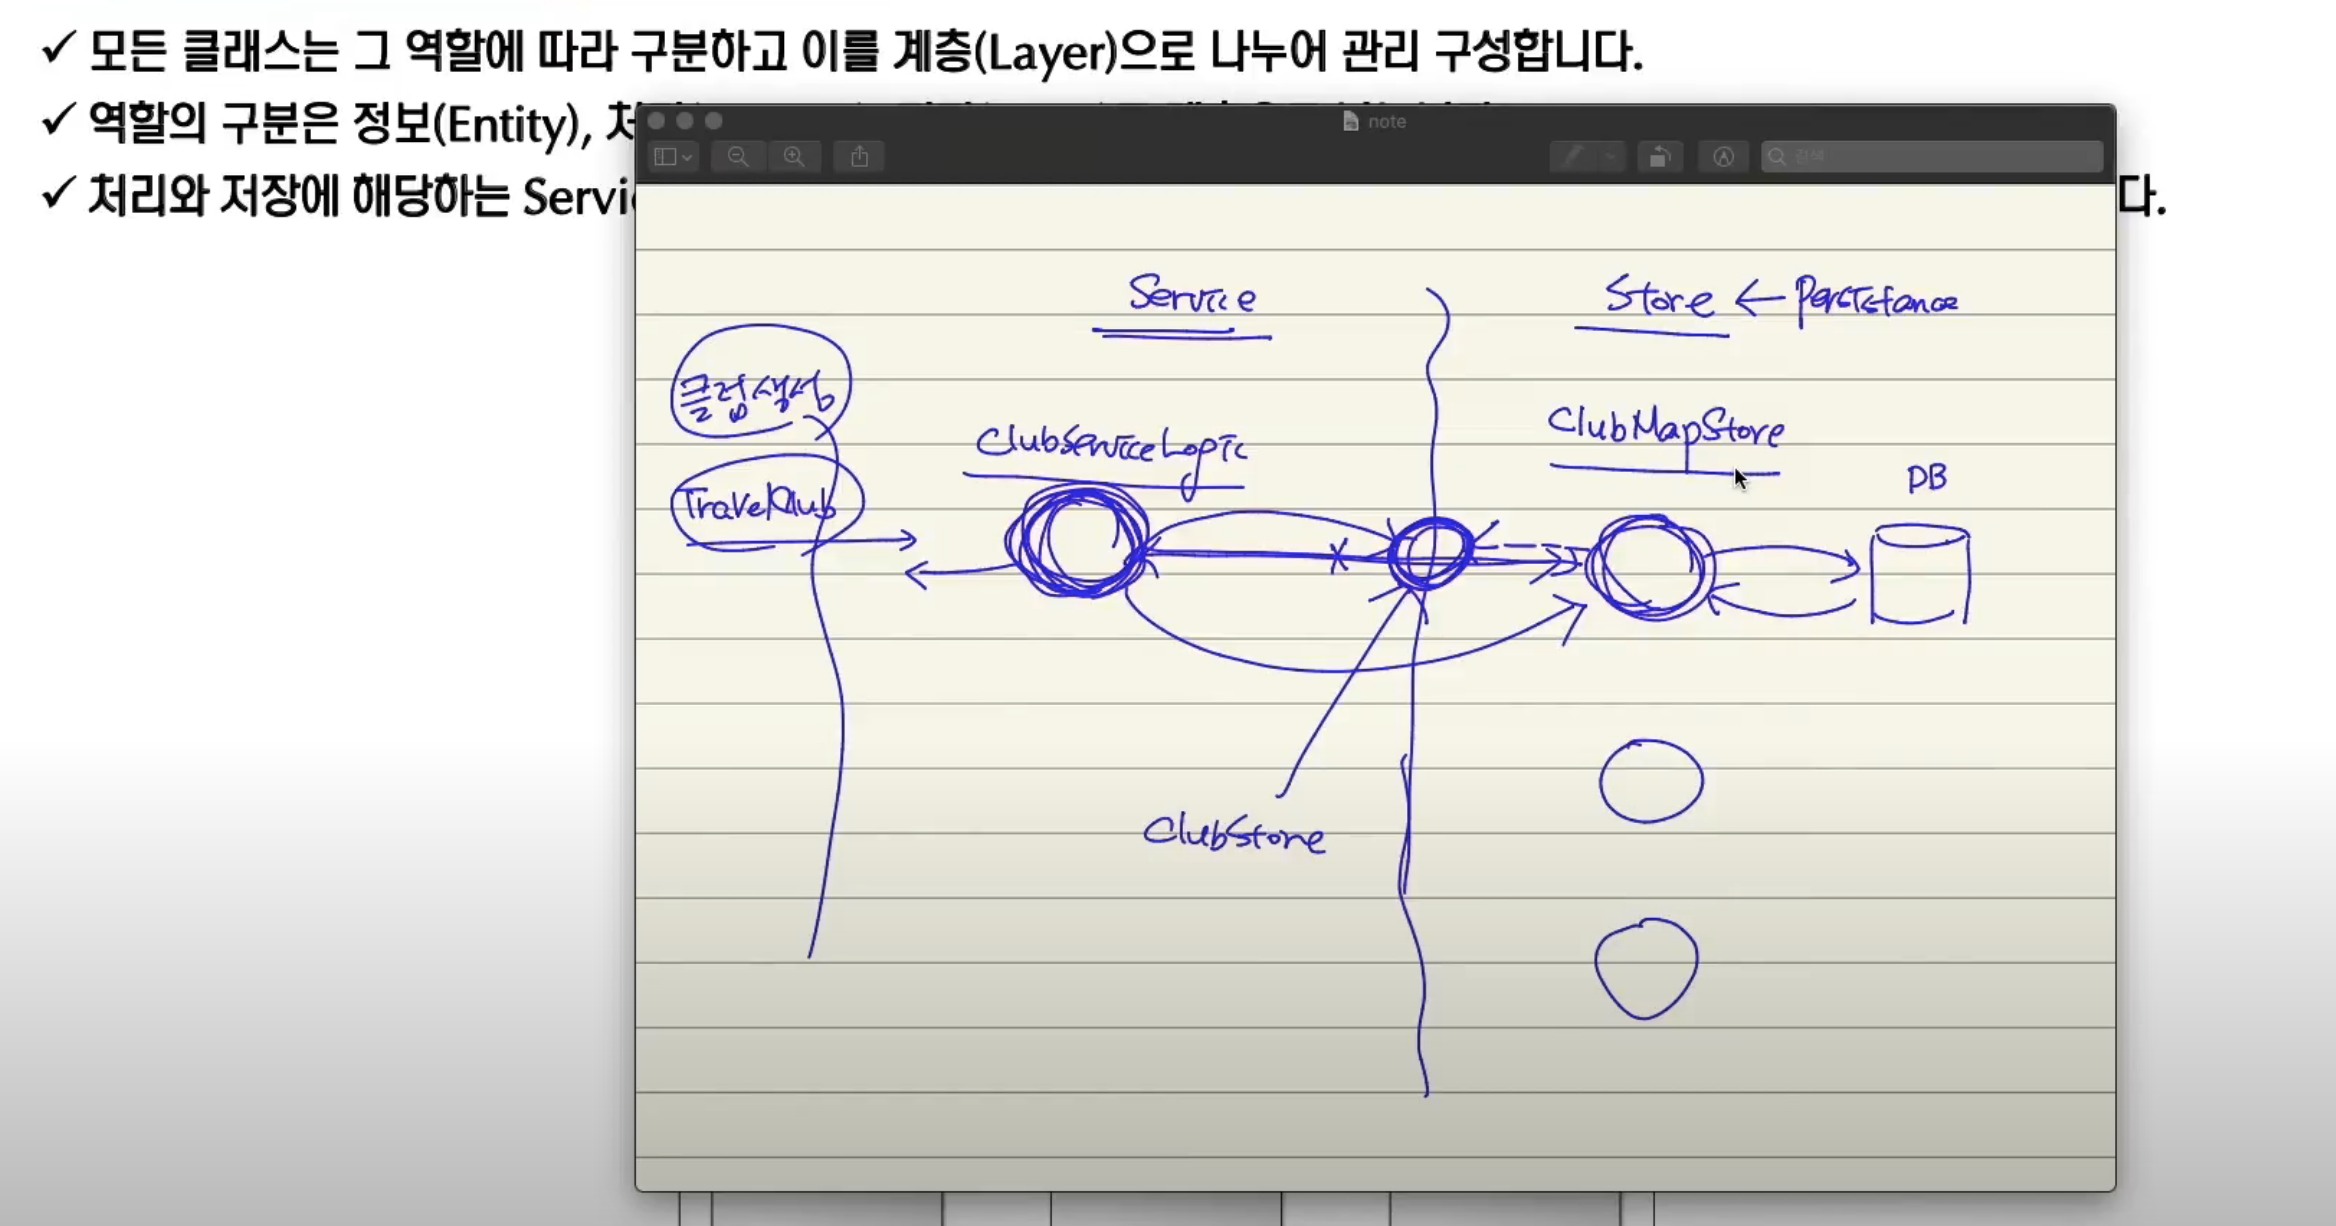 ✓ 모든 클래스는 그 역할에 따라 구분하고 이를 계층(Layer)으로 나누어 관리 구성합니다.
✓ 역할의 구분은 정보(Entity),
✓ 처리와 저장에 해당하는 Servi
다.
note
검색
Service
Store ← Persistance
클럽생성
ClubServiceLogic
ClubMapStore
TravelClub
DB
ClubStore